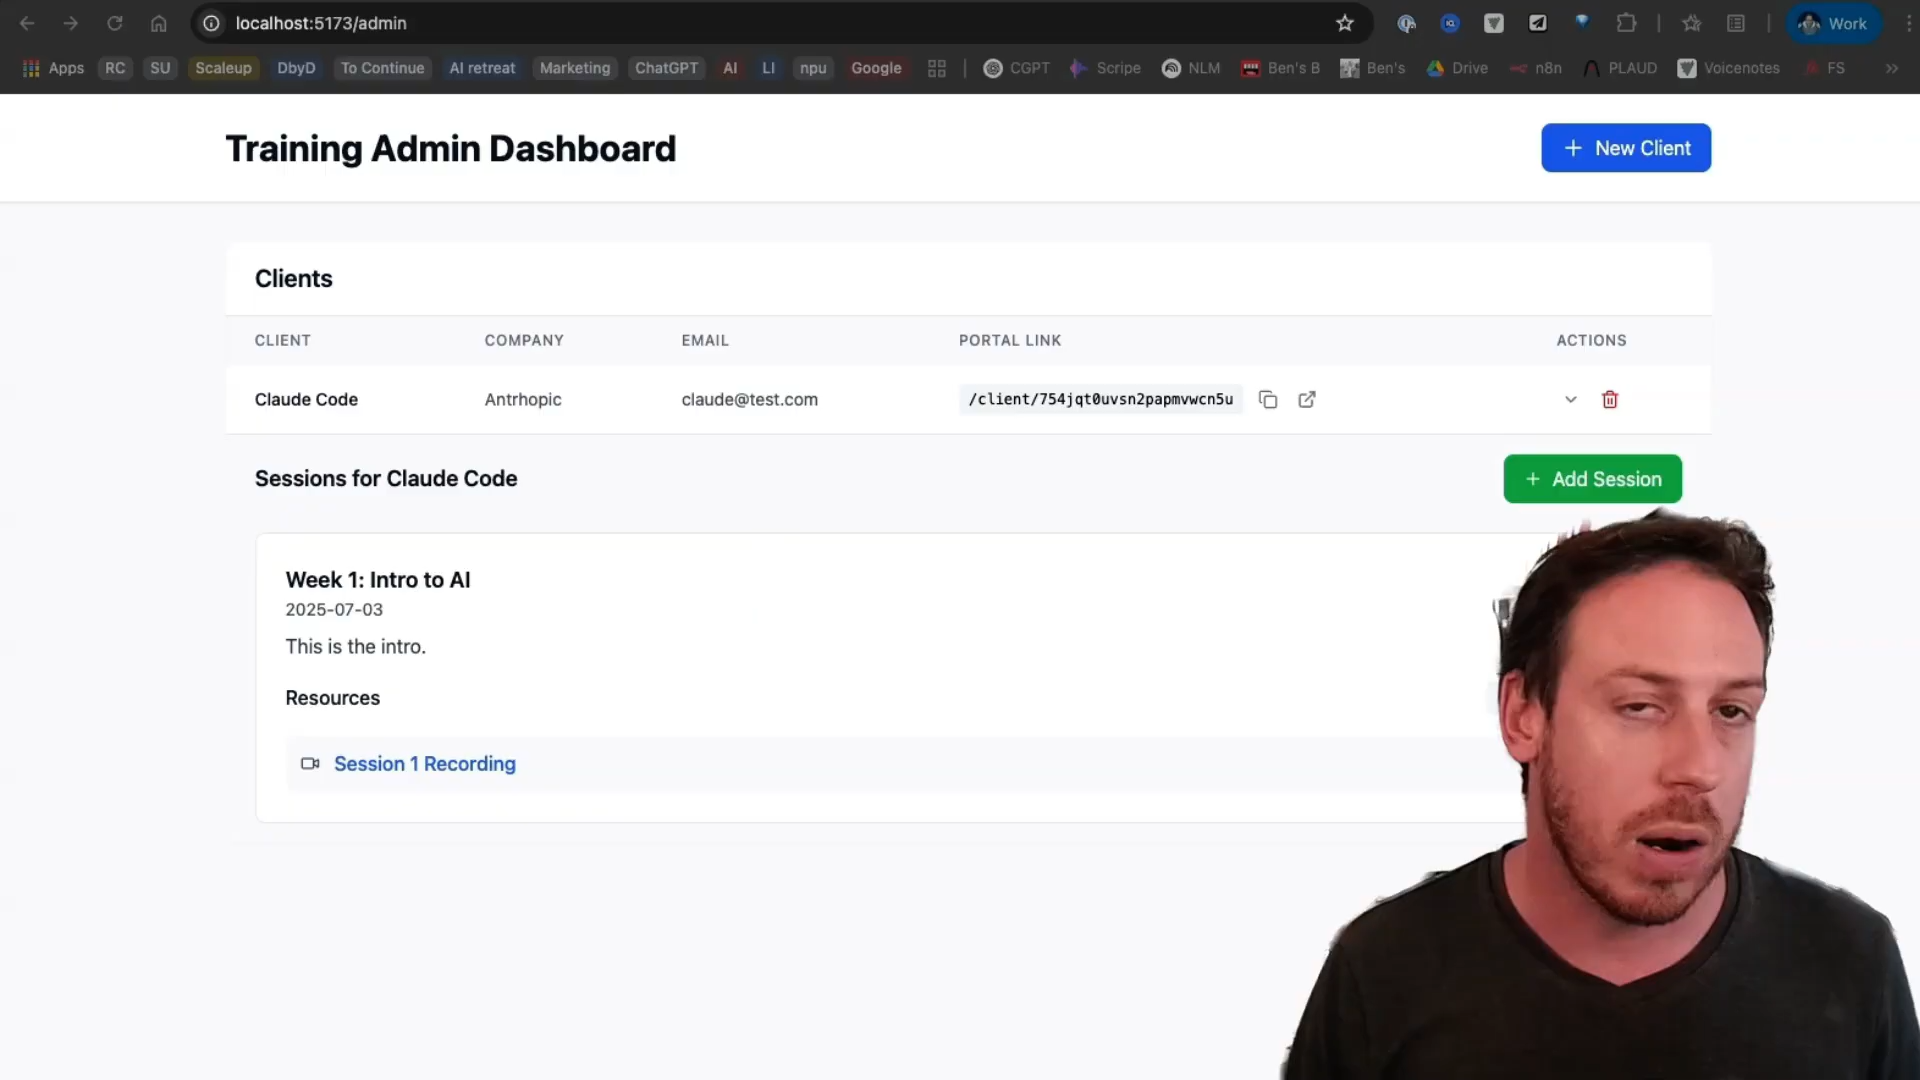 localhost:5173/admin
Work
Apps RC SU Scaleup DbyD To Continue AI retreat Marketing ChatGPT AI LI npu Google CGPT Scripe NLM Ben's B Ben's Drive n8n PLAUD Voicenotes FS »
Training Admin Dashboard
+ New Client
Clients
CLIENT COMPANY EMAIL PORTAL LINK ACTIONS
Claude Code Antrhopic claude@test.com /client/754jqt0uvsn2papmvwcn5u
Sessions for Claude Code
+ Add Session
Week 1: Intro to AI
2025-07-03
This is the intro.
Resources
Session 1 Recording